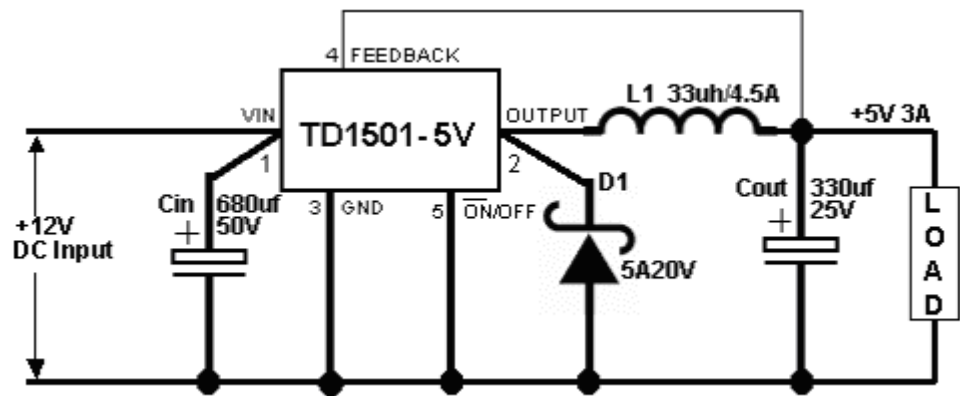 4 FEEDBACK
VIN
TD1501-5V
OUTPUT
L1 33uh/4.5A
+5V 3A
1
2
D1
Cin
680uf
50V
+
3 GND
5 ON/OFF
Cout
330uf
25V
+
LOAD
+12V
DC Input
5A20V